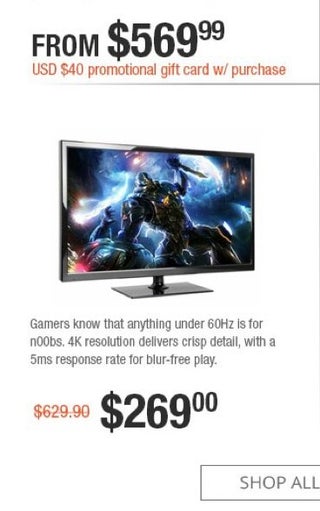 FROM $569.99
USD $40 promotional gift card w/ purchase
Gamers know that anything under 60Hz is for
n00bs. 4K resolution delivers crisp detail, with a
5ms response rate for blur-free play.
$629.90 $269.00
SHOP ALL